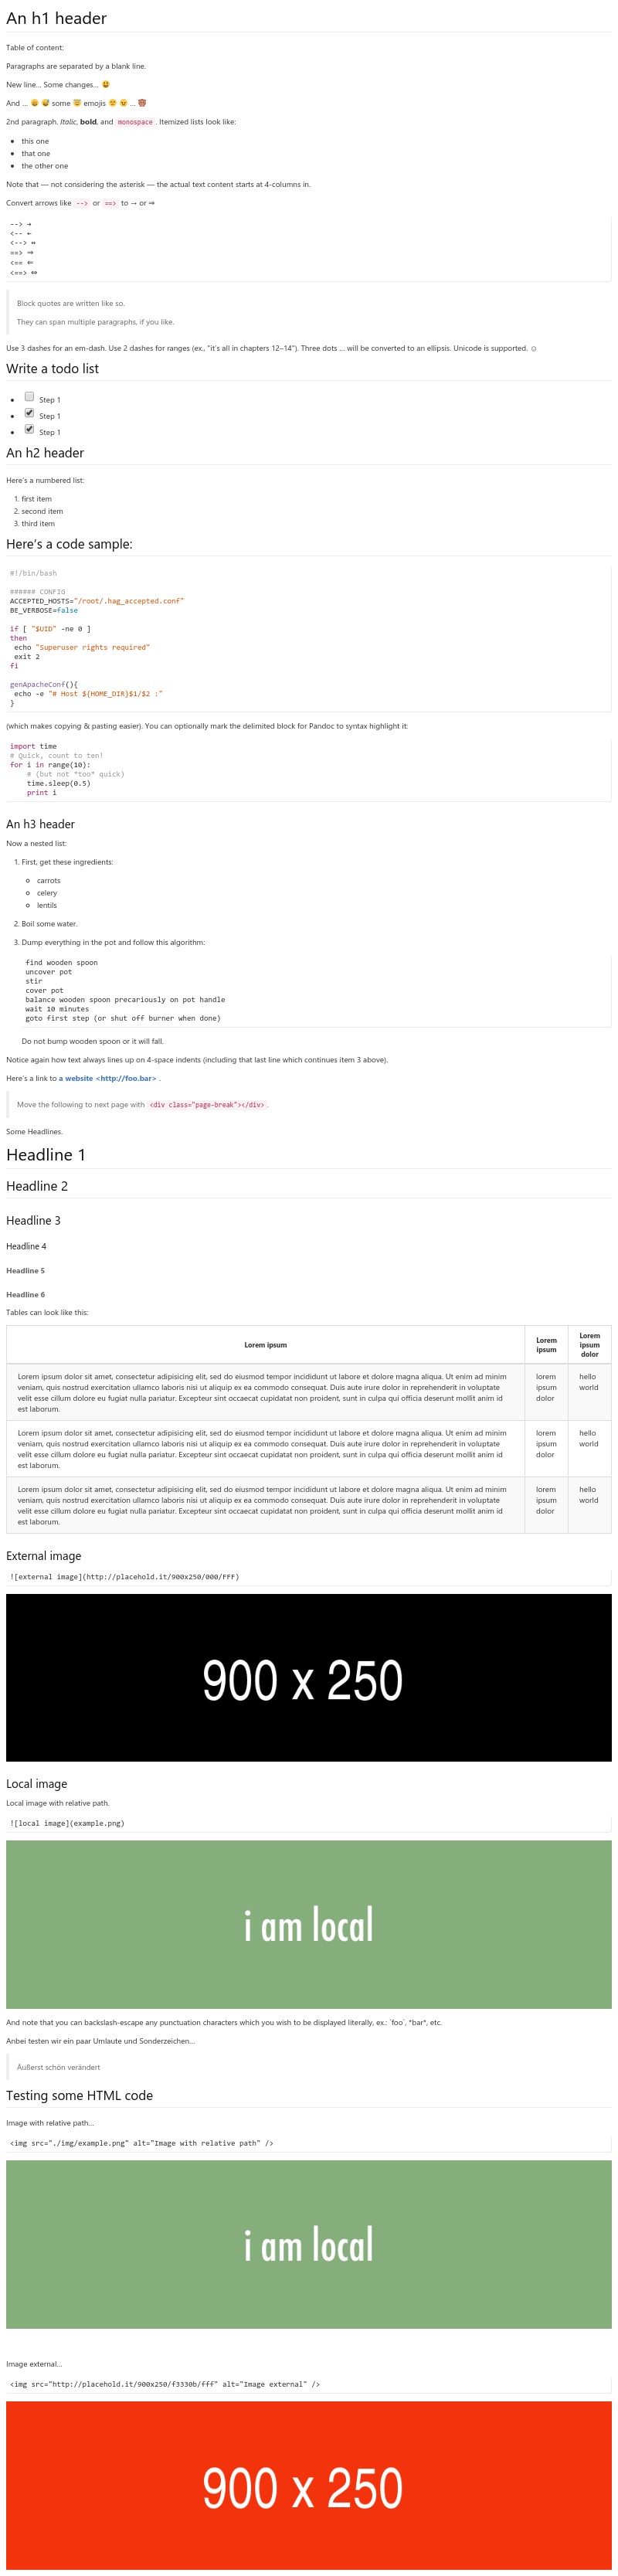 An h1 header
Table of content:
Paragraphs are separated by a blank line.
New line... Some changes... 😃
And ... 😄 😅 some 😇 emojis 😕 😠 ... 👹
2nd paragraph. Italic, bold, and monospace. Itemized lists look like:
• this one
• that one
• the other one
Note that — not considering the asterisk — the actual text content starts at 4-columns in.
Convert arrows like --> or ==> to → or ⇒
--> →
<-- ←
<--> ↔
==> ⇒
<== ⇐
<==> ⇔
Block quotes are written like so.
They can span multiple paragraphs, if you like.
Use 3 dashes for an em-dash. Use 2 dashes for ranges (ex., "it's all in chapters 12–14"). Three dots … will be converted to an ellipsis. Unicode is supported. ☺
Write a todo list
• ☐ Step 1
• ☑ Step 1
• ☑ Step 1
An h2 header
Here's a numbered list:
1. first item
2. second item
3. third item
Here's a code sample:
#!/bin/bash
###### CONFIG
ACCEPTED_HOSTS="/root/.hag_accepted.conf"
BE_VERBOSE=false
if [ "$UID" -ne 0 ]
then
echo "Superuser rights required"
exit 2
fi
genApacheConf(){
echo -e "# Host ${HOME_DIR}$1/$2 :"
}
(which makes copying & pasting easier). You can optionally mark the delimited block for Pandoc to syntax highlight it:
import time
# Quick, count to ten!
for i in range(10):
# (but not *too* quick)
time.sleep(0.5)
print i
An h3 header
Now a nested list:
1. First, get these ingredients:
○ carrots
○ celery
○ lentils
2. Boil some water.
3. Dump everything in the pot and follow this algorithm:
find wooden spoon
uncover pot
stir
cover pot
balance wooden spoon precariously on pot handle
wait 10 minutes
goto first step (or shut off burner when done)
Do not bump wooden spoon or it will fall.
Notice again how text always lines up on 4-space indents (including that last line which continues item 3 above).
Here's a link to a website <http://foo.bar> .
Move the following to next page with <div class="page-break"></div>.
Some Headlines.
Headline 1
Headline 2
Headline 3
Headline 4
Headline 5
Headline 6
Tables can look like this:
Lorem ipsum
Lorem
ipsum
Lorem
ipsum
dolor
Lorem ipsum dolor sit amet, consectetur adipisicing elit, sed do eiusmod tempor incididunt ut labore et dolore magna aliqua. Ut enim ad minim
veniam, quis nostrud exercitation ullamco laboris nisi ut aliquip ex ea commodo consequat. Duis aute irure dolor in reprehenderit in voluptate
velit esse cillum dolore eu fugiat nulla pariatur. Excepteur sint occaecat cupidatat non proident, sunt in culpa qui officia deserunt mollit anim id
est laborum.
lorem
ipsum
dolor
hello
world
Lorem ipsum dolor sit amet, consectetur adipisicing elit, sed do eiusmod tempor incididunt ut labore et dolore magna aliqua. Ut enim ad minim
veniam, quis nostrud exercitation ullamco laboris nisi ut aliquip ex ea commodo consequat. Duis aute irure dolor in reprehenderit in voluptate
velit esse cillum dolore eu fugiat nulla pariatur. Excepteur sint occaecat cupidatat non proident, sunt in culpa qui officia deserunt mollit anim id
est laborum.
lorem
ipsum
dolor
hello
world
Lorem ipsum dolor sit amet, consectetur adipisicing elit, sed do eiusmod tempor incididunt ut labore et dolore magna aliqua. Ut enim ad minim
veniam, quis nostrud exercitation ullamco laboris nisi ut aliquip ex ea commodo consequat. Duis aute irure dolor in reprehenderit in voluptate
velit esse cillum dolore eu fugiat nulla pariatur. Excepteur sint occaecat cupidatat non proident, sunt in culpa qui officia deserunt mollit anim id
est laborum.
lorem
ipsum
dolor
hello
world
External image
![external image](http://placehold.it/900x250/000/FFF)
900 x 250
Local image
Local image with relative path.
![local image](example.png)
i am local
And note that you can backslash-escape any punctuation characters which you wish to be displayed literally, ex.: `foo`, *bar*, etc.
Anbei testen wir ein paar Umlaute und Sonderzeichen...
Äußerst schön verändert
Testing some HTML code
Image with relative path...
<img src="./img/example.png" alt="Image with relative path" />
i am local
Image external...
<img src="http://placehold.it/900x250/f3330b/fff" alt="Image external" />
900 x 250